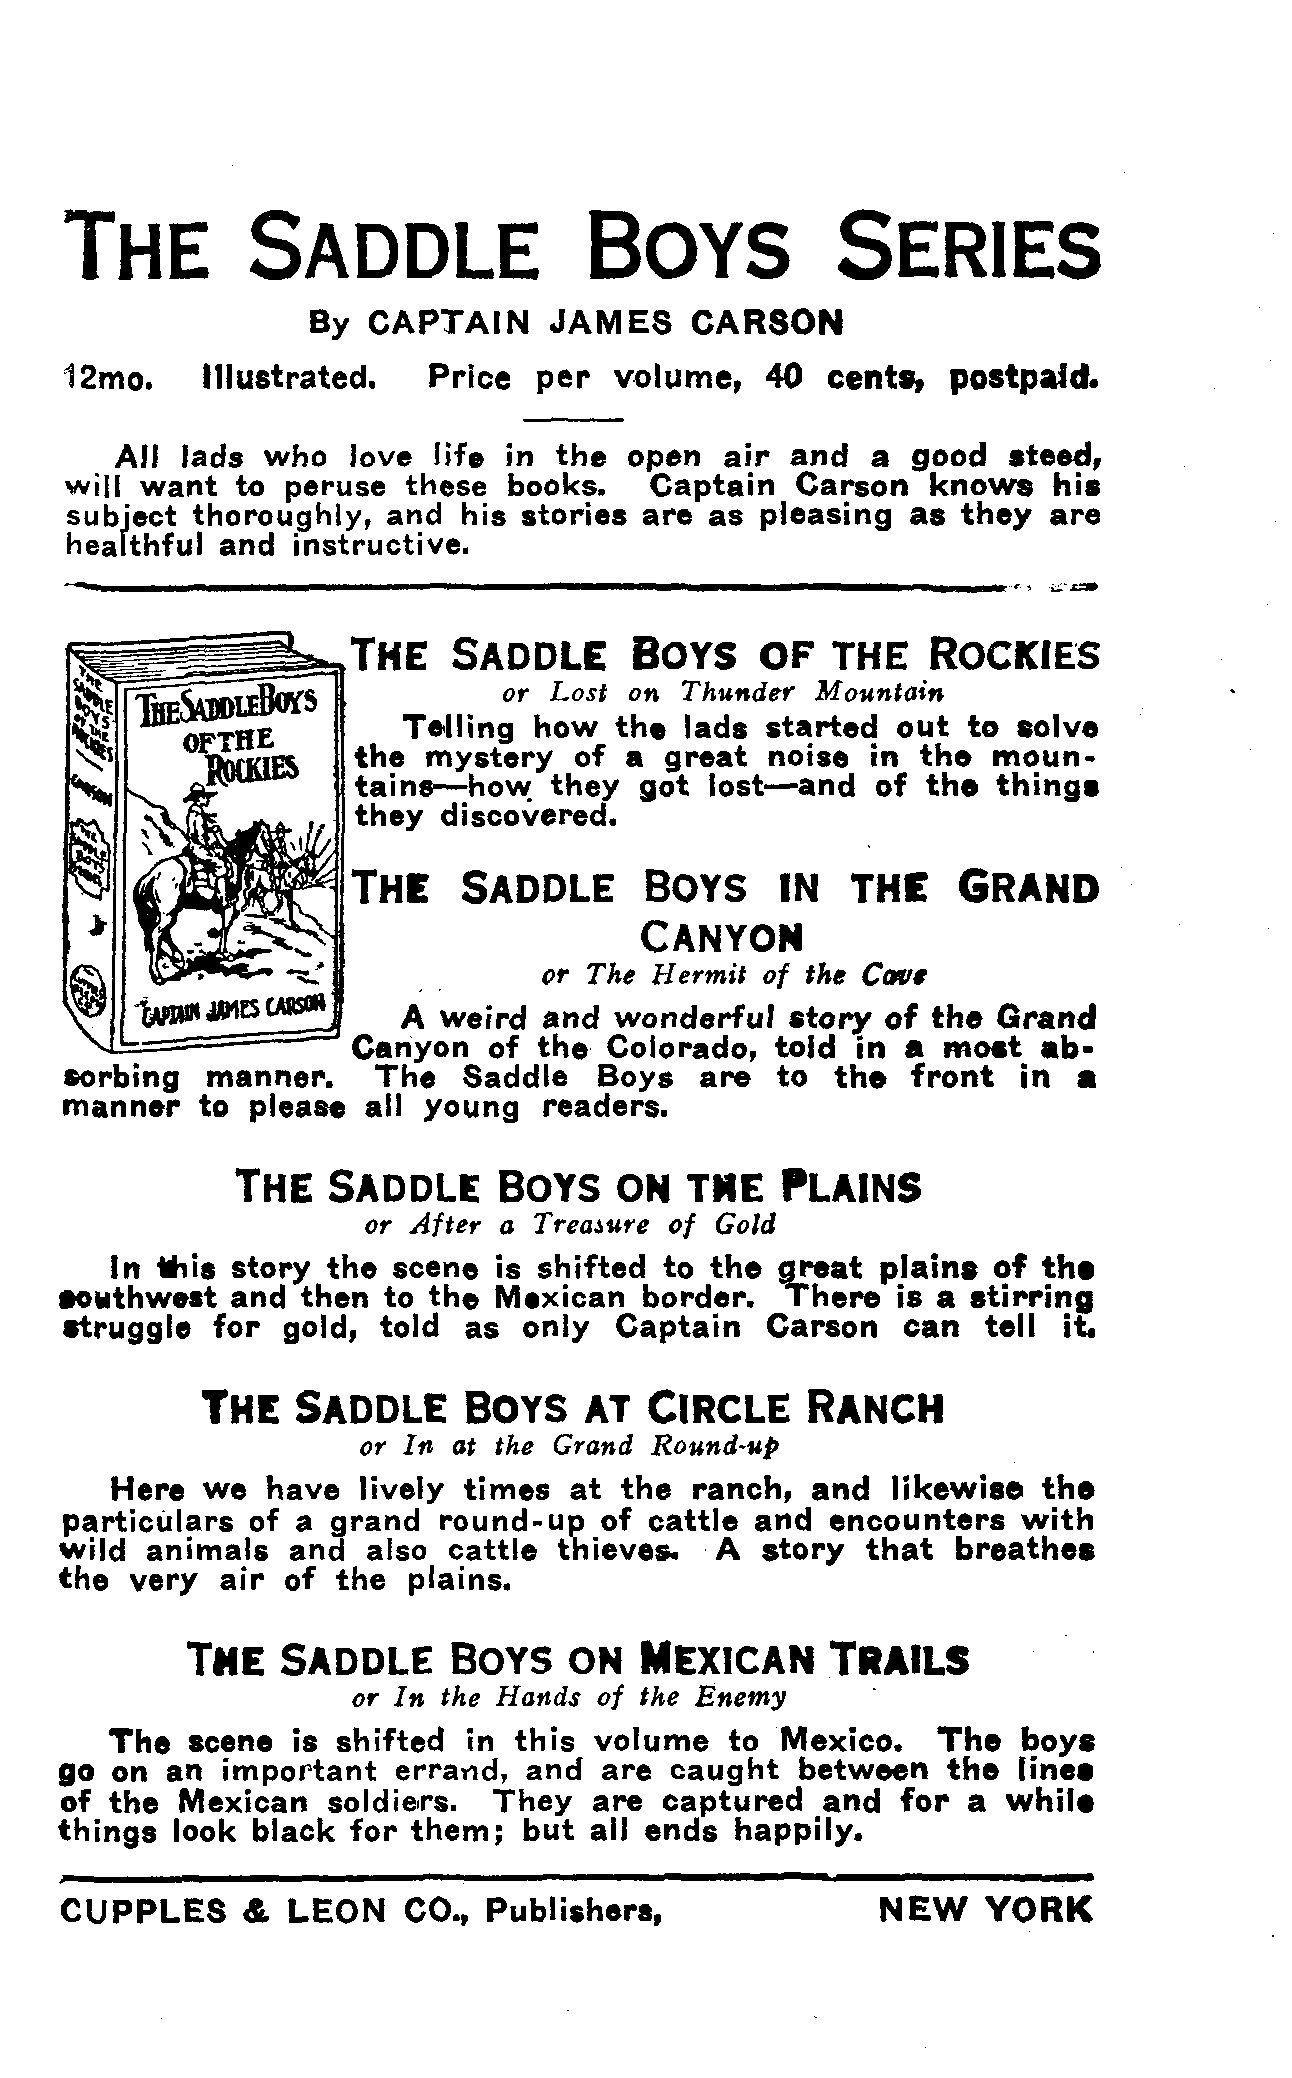 THE SADDLE BOYS SERIES
By CAPTAIN JAMES CARSON
12mo. Illustrated. Price per volume, 40 cents, postpaid.
All lads who love life in the open air and a good steed,
will want to peruse these books. Captain Carson knows his
subject thoroughly, and his stories are as pleasing as they are
healthful and instructive.
THE SADDLE BOYS
OF THE
ROCKIES
CAPTAIN JAMES CARSON
THE SADDLE BOYS OF THE ROCKIES
CARSON
THE SADDLE BOYS OF THE ROCKIES
or Lost on Thunder Mountain
Telling how the lads started out to solve
the mystery of a great noise in the moun-
tains—how they got lost—and of the things
they discovered.
THE SADDLE BOYS IN THE GRAND
CANYON
or The Hermit of the Cave
A weird and wonderful story of the Grand
Canyon of the Colorado, told in a most ab-
sorbing manner. The Saddle Boys are to the front in a
manner to please all young readers.
THE SADDLE BOYS ON THE PLAINS
or After a Treasure of Gold
In this story the scene is shifted to the great plains of the
southwest and then to the Mexican border. There is a stirring
struggle for gold, told as only Captain Carson can tell it.
THE SADDLE BOYS AT CIRCLE RANCH
or In at the Grand Round-up
Here we have lively times at the ranch, and likewise the
particulars of a grand round-up of cattle and encounters with
wild animals and also cattle thieves. A story that breathes
the very air of the plains.
THE SADDLE BOYS ON MEXICAN TRAILS
or In the Hands of the Enemy
The scene is shifted in this volume to Mexico. The boys
go on an important errand, and are caught between the lines
of the Mexican soldiers. They are captured and for a while
things look black for them; but all ends happily.
CUPPLES & LEON CO., Publishers, NEW YORK